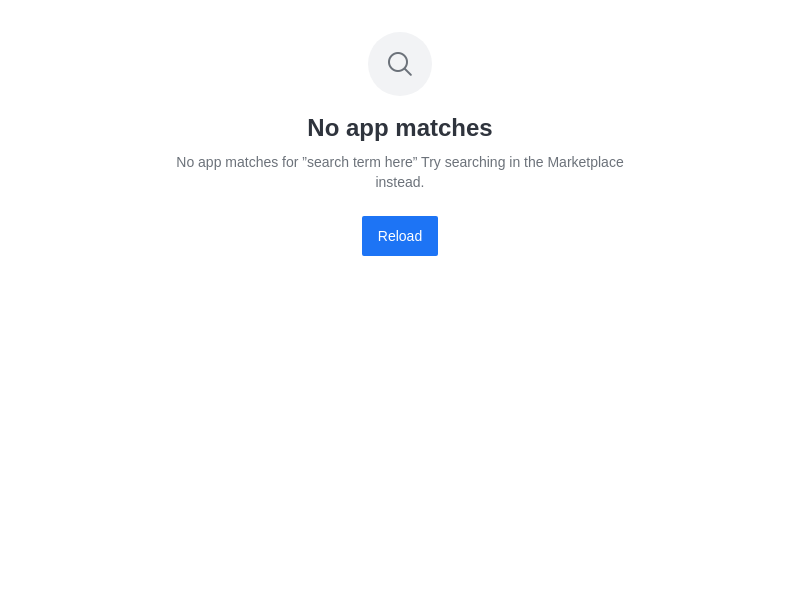 No app matches
No app matches for ”search term here” Try searching in the Marketplace
instead.
Reload